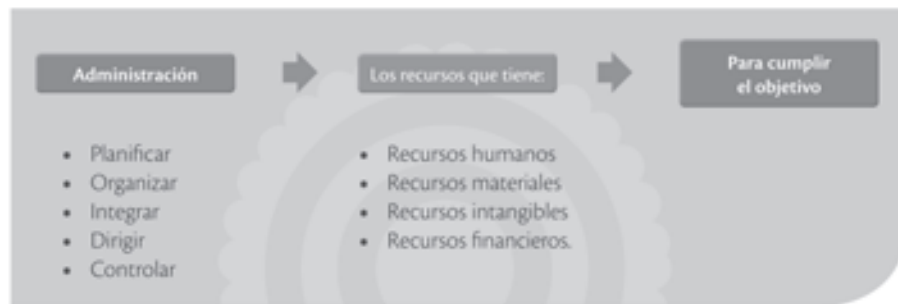 Administración
Los recursos que tiene:
Para cumplir
el objetivo
• Planificar
• Organizar
• Integrar
• Dirigir
• Controlar
• Recursos humanos
• Recursos materiales
• Recursos intangibles
• Recursos financieros.